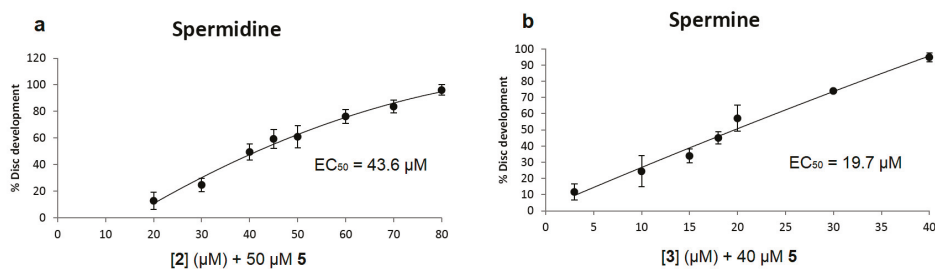 a
Spermidine
% Disc development
120
100
80
60
40
20
0
0 10 20 30 40 50 60 70 80
EC₅₀ = 43.6 µM
[2] (µM) + 50 µM 5
b
Spermine
% Disc development
100
90
80
70
60
50
40
30
20
10
0
0 5 10 15 20 25 30 35 40
EC₅₀ = 19.7 µM
[3] (µM) + 40 µM 5